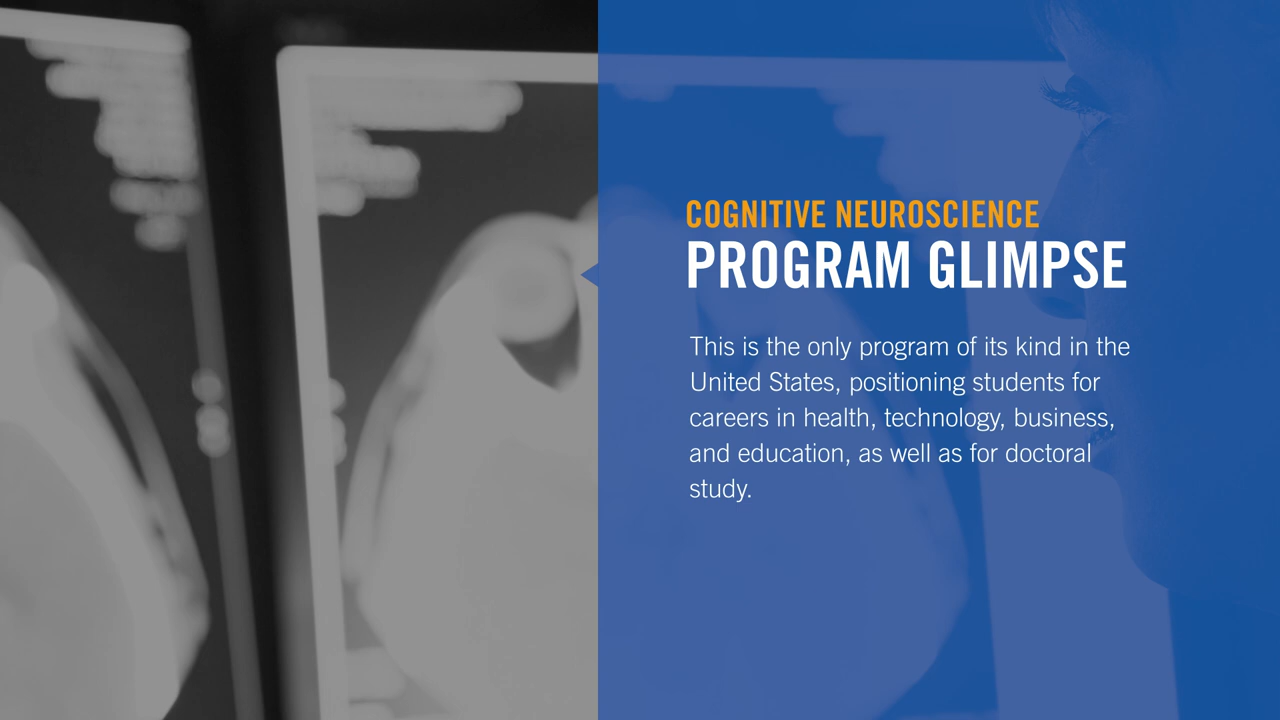 COGNITIVE NEUROSCIENCE
PROGRAM GLIMPSE
This is the only program of its kind in the
United States, positioning students for
careers in health, technology, business,
and education, as well as for doctoral
study.